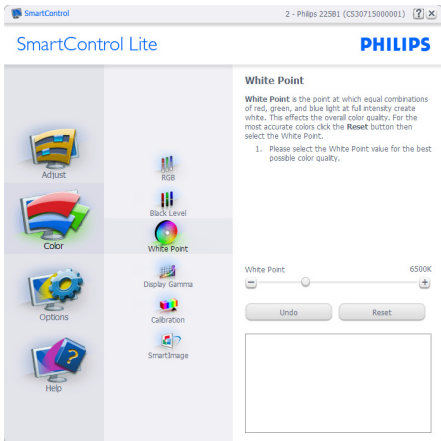 SmartControl
2 - Philips 225B1 (CS30715000001)
SmartControl Lite
PHILIPS
Adjust
Color
Options
Help
RGB
Black Level
White Point
Display Gamma
Calibration
SmartImage
White Point
White Point is the point at which equal combinations
of red, green, and blue light at full intensity create
white. This effects the overall color quality. For the
most accurate colors click the Reset button then
select the White Point.
1. Please select the White Point value for the best
possible color quality.
White Point 6500K
Undo Reset